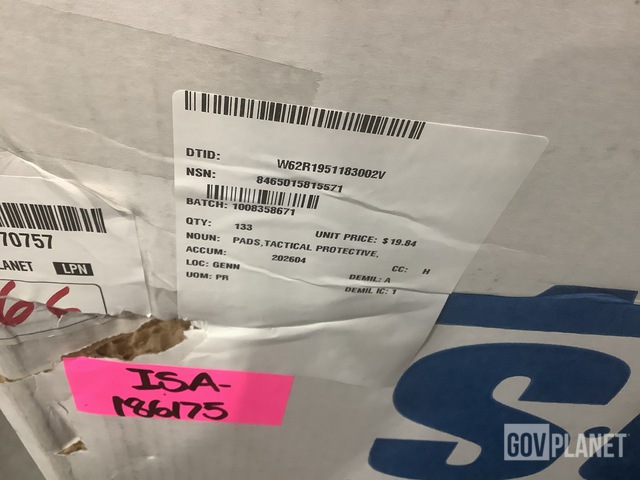 DTID: W62R1951183002V
NSN: 8465015815571
BATCH: 1008358671
QTY: 133 UNIT PRICE: $ 19.84
NOUN: PADS,TACTICAL PROTECTIVE,
ACCUM: 202604
LOC: GENN CC: H
UOM: PR DEMIL: A
DEMIL IC: 1
70757
LANET LPN
66
ISA-
186175
S
GOVPLANET